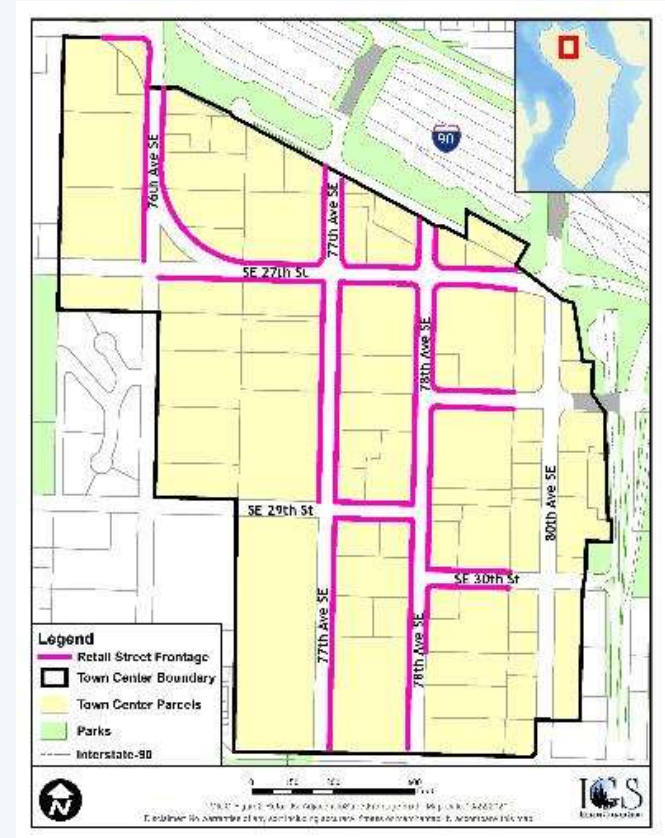 90
76th Ave SE
77th Ave SE
SE 27th St
78th Ave SE
80th Ave SE
SE 29th St
SE 30th St
77th Ave SE
78th Ave SE
Legend
Retail Street Frontage
Town Center Boundary
Town Center Parcels
Parks
Interstate-90
N
0